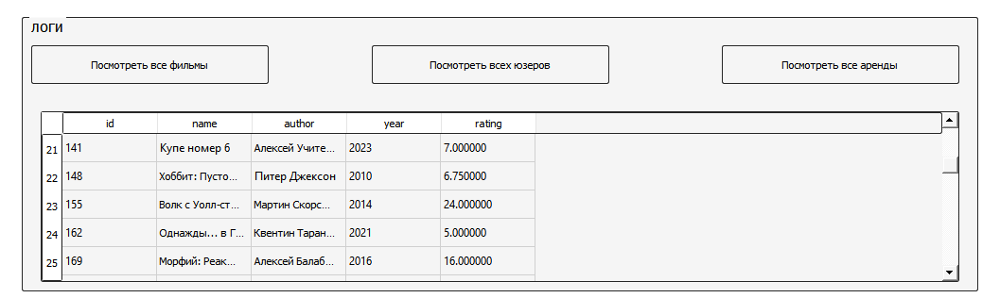 ЛОГИ
Посмотреть все фильмы Посмотреть всех юзеров Посмотреть все аренды
id name author year rating
21 141 Купе номер 6 Алексей Учите... 2023 7.000000
22 148 Хоббит: Пусто... Питер Джексон 2010 6.750000
23 155 Волк с Уолл-ст... Мартин Скорс... 2014 24.000000
24 162 Однажды... в Г... Квентин Таран... 2021 5.000000
25 169 Морфий: Реак... Алексей Балаб... 2016 16.000000